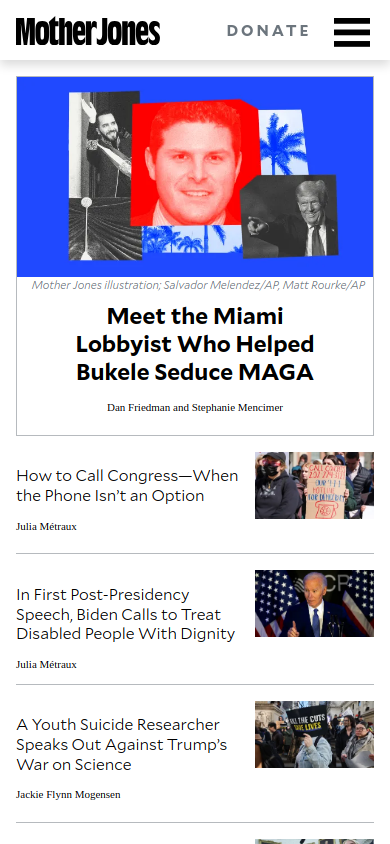 Mother Jones
DONATE
Mother Jones illustration; Salvador Melendez/AP, Matt Rourke/AP
Meet the Miami
Lobbyist Who Helped
Bukele Seduce MAGA
Dan Friedman and Stephanie Mencimer
How to Call Congress—When
the Phone Isn't an Option
Julia Métraux
In First Post-Presidency
Speech, Biden Calls to Treat
Disabled People With Dignity
Julia Métraux
A Youth Suicide Researcher
Speaks Out Against Trump's
War on Science
Jackie Flynn Mogensen